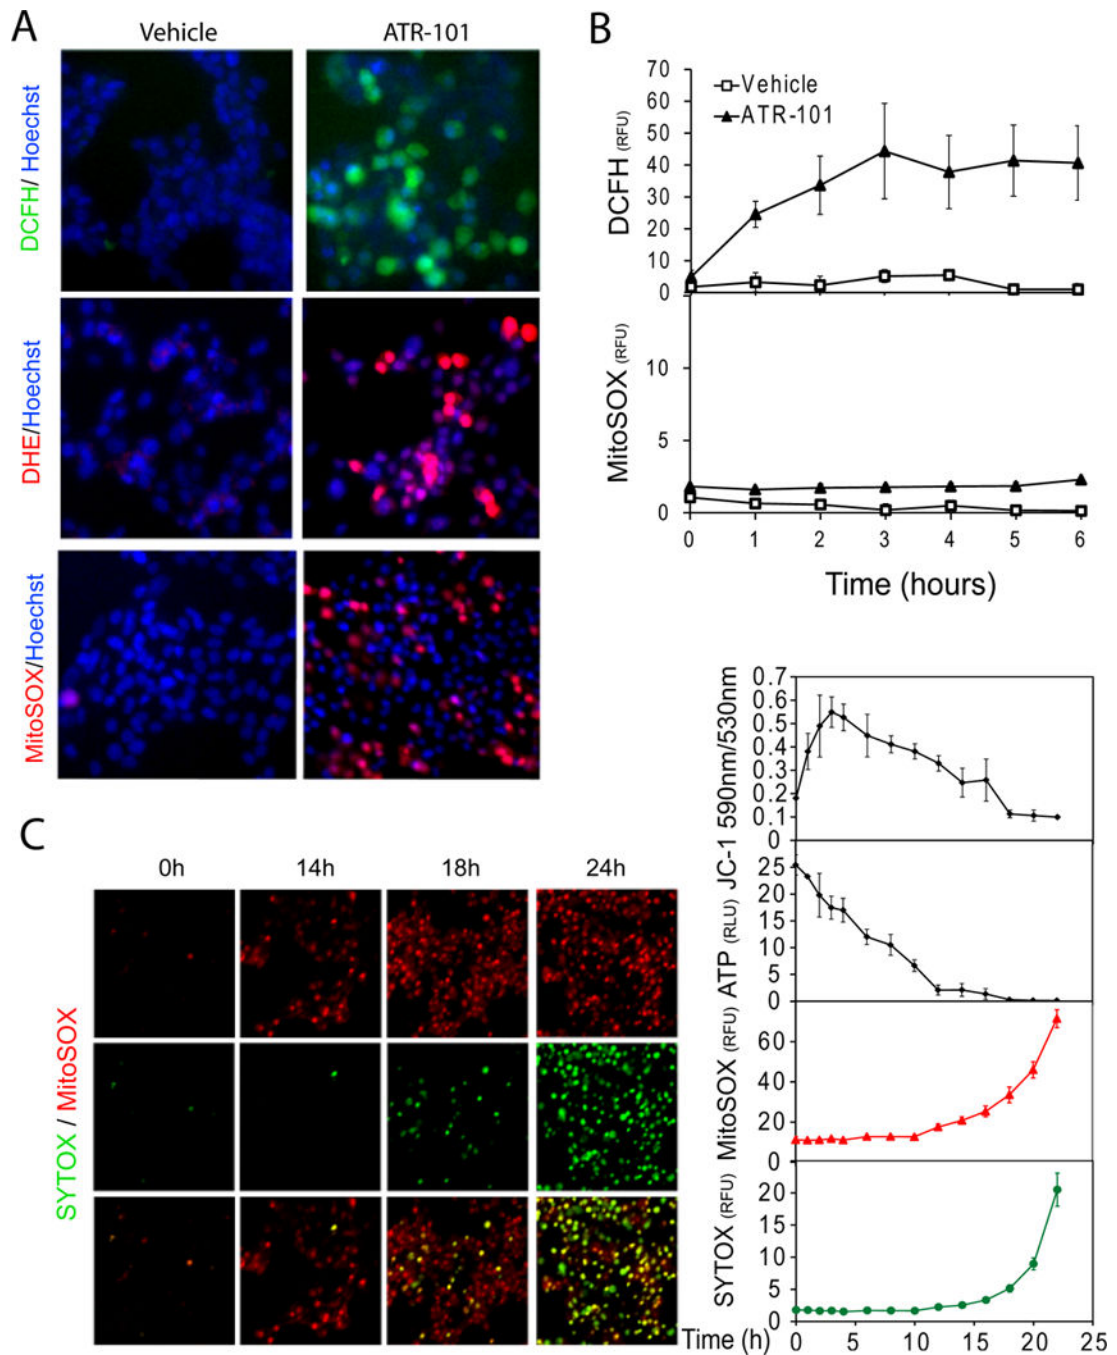 A
Vehicle
ATR-101
DCFH/ Hoechst
DHE/Hoechst
MitoSOX/Hoechst
B
Vehicle
ATR-101
DCFH (RFU)
70
60
50
40
30
20
10
0
MitoSOX (RFU)
10
5
0
0 1 2 3 4 5 6
Time (hours)
C
0h 14h 18h 24h
SYTOX / MitoSOX
JC-1 590nm/530nm
0.7
0.6
0.5
0.4
0.3
0.2
0.1
0
ATP (RLU)
25
20
15
10
5
0
MitoSOX (RFU)
60
40
20
0
SYTOX (RFU)
20
15
10
5
0
Time (h) 0 5 10 15 20 25